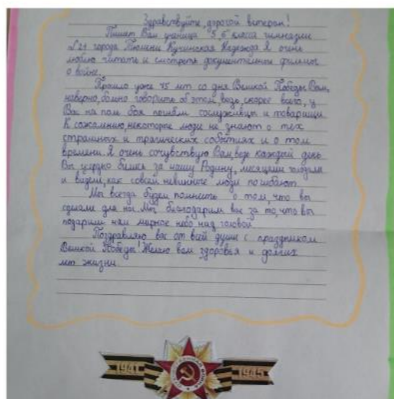 Здравствуйте, дорогой ветеран!
Пишет Вам ученица 5 "Б" класса гимназии
№21 города Тюмени Надежда. Я очень
люблю читать и смотреть документальные фильмы
о войне.
Прошло уже 75 лет со дня Великой Победы. Вам,
наверно, больно говорить об этом, ведь скорее всего, у
Вас на поле боя погибли сослуживцы и товарищи.
К сожалению, некоторые люди не знают о тех
страшных и трагических событиях и о том
времени. Я очень сочувствую Вам, ведь каждый день
Вы усердно бились за нашу Родину, месяцами голодали
и видели, как совсем невинные люди погибают.
Мы всегда будем помнить о том что вы
сделали для нас. Мы благодарим вас за то, что вы
подарили нам мирное небо над головой.
Поздравляю вас от всей души с праздником
Великой Победы! Желаю вам здоровья и долгих
лет жизни.
1941 1945